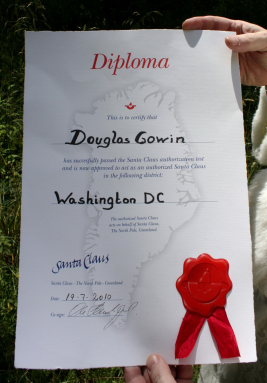 Diploma
This is to certify that
Douglas Gowin
has sucessfully passed the Santa Claus authorization test
and is now approved to act as an authorized Santa Claus
in the following district:
Washington DC
The authorized Santa Claus
acts on behalf of Santa Claus,
The North Pole, Greenland
Santa Claus
Santa Claus - The North Pole - Greenland
Date 19-7-2010